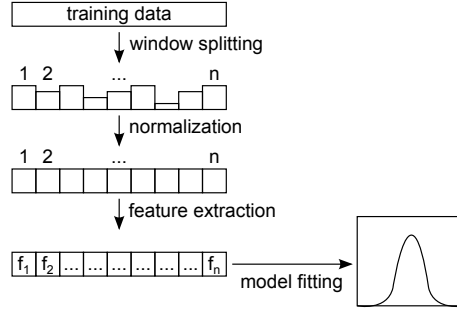 training data
window splitting
1 2 ... n
normalization
1 2 ... n
feature extraction
f1 f2 ... ... ... ... ... ... fn
model fitting